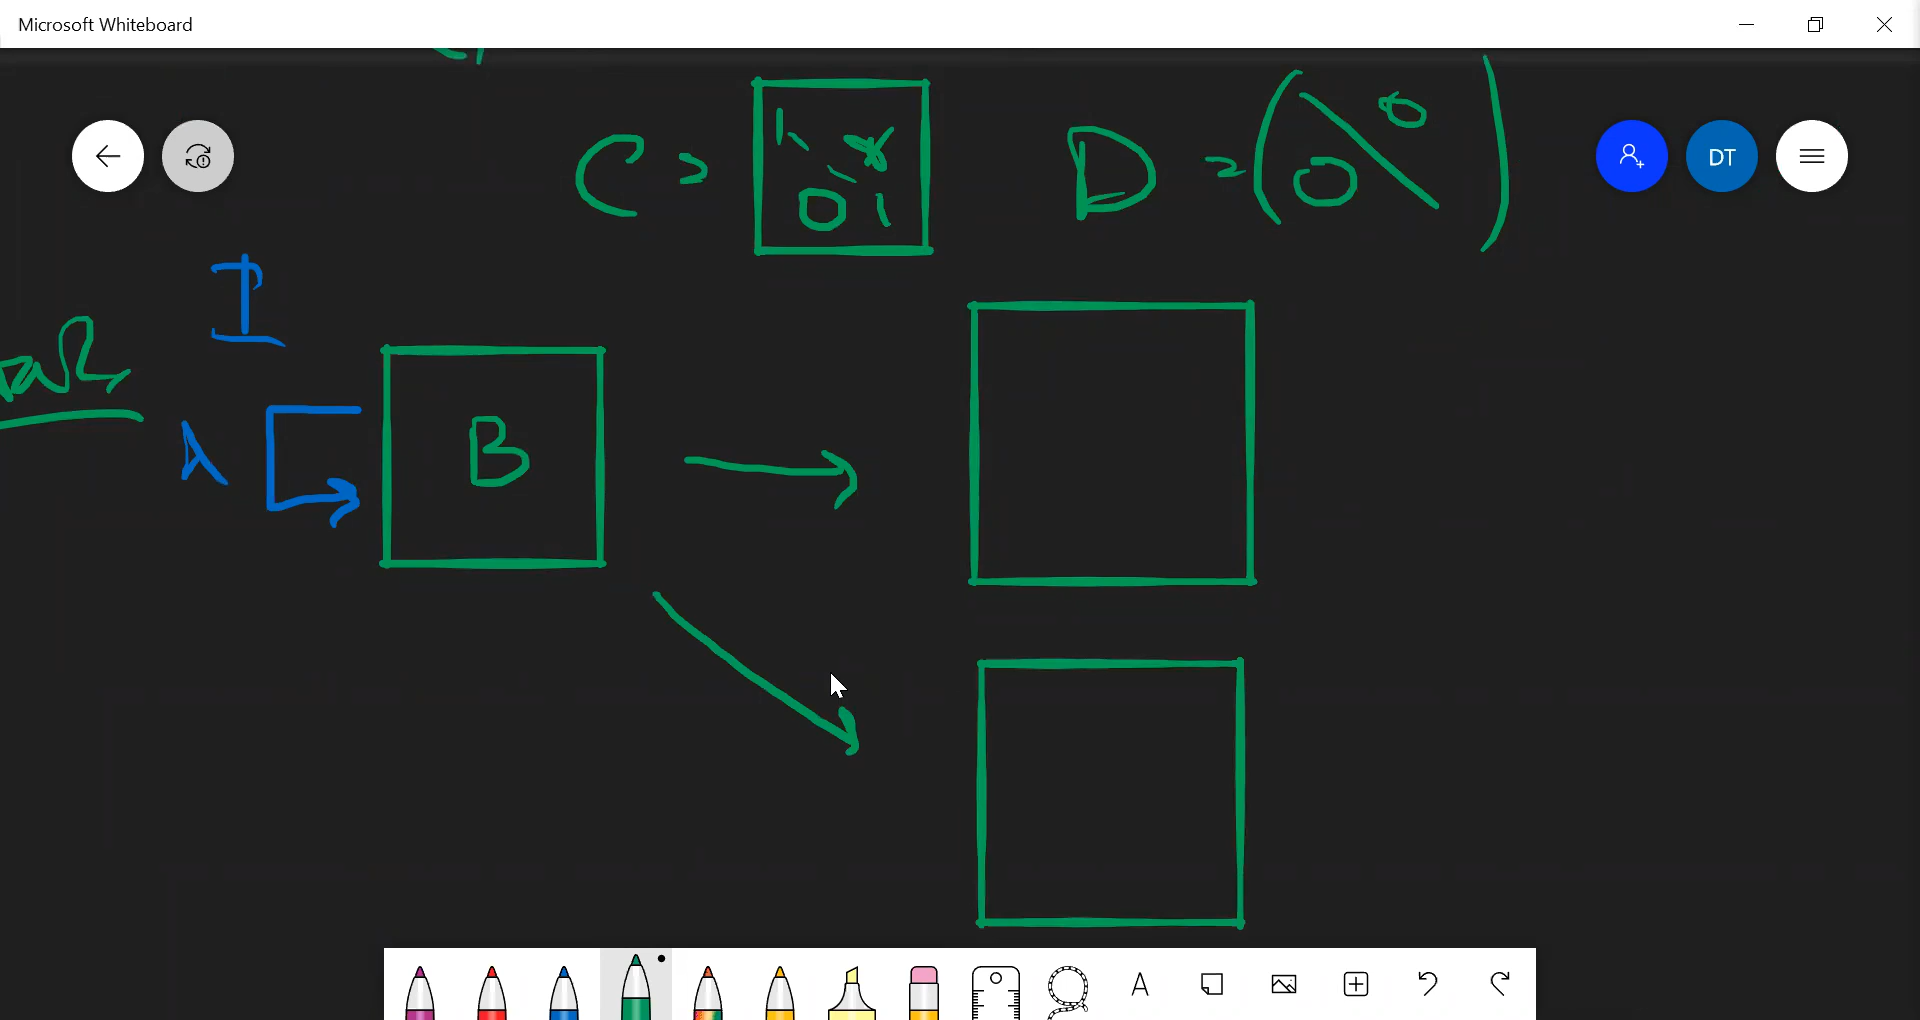 Microsoft Whiteboard
C = 1 * 0 1 D = ( 0 0 )
DT
I
λ B
A